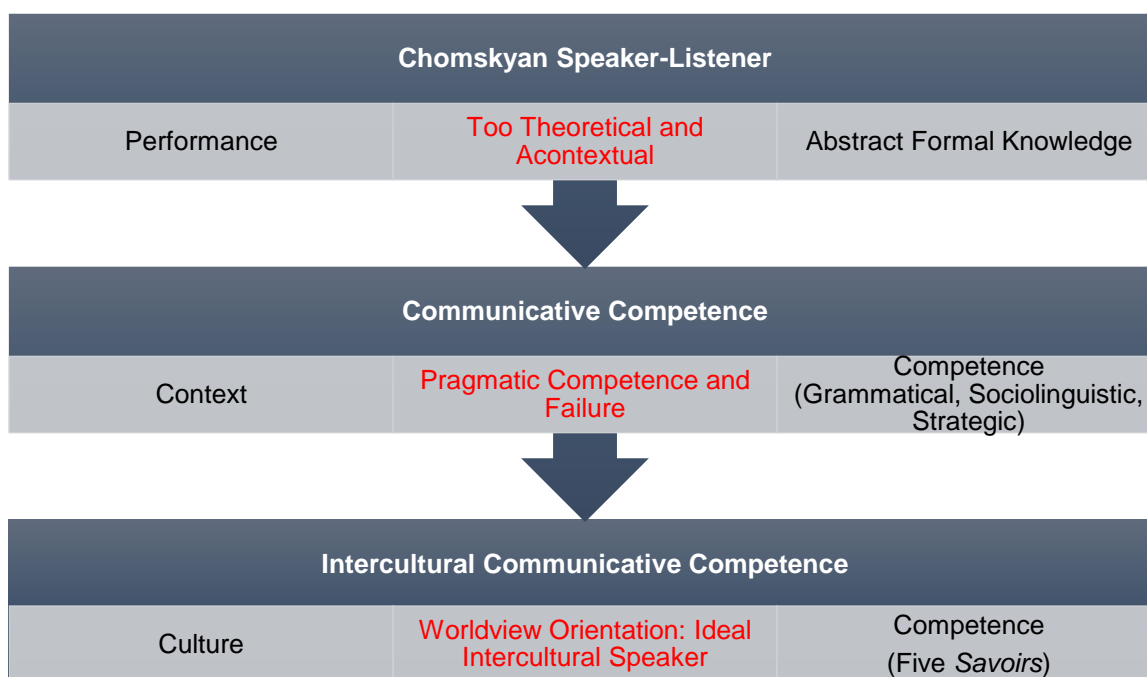 Chomskyan Speaker-Listener
Performance
Too Theoretical and
Acontextual
Abstract Formal Knowledge
Communicative Competence
Context
Pragmatic Competence and
Failure
Competence
(Grammatical, Sociolinguistic,
Strategic)
Intercultural Communicative Competence
Culture
Worldview Orientation: Ideal
Intercultural Speaker
Competence
(Five Savoirs)